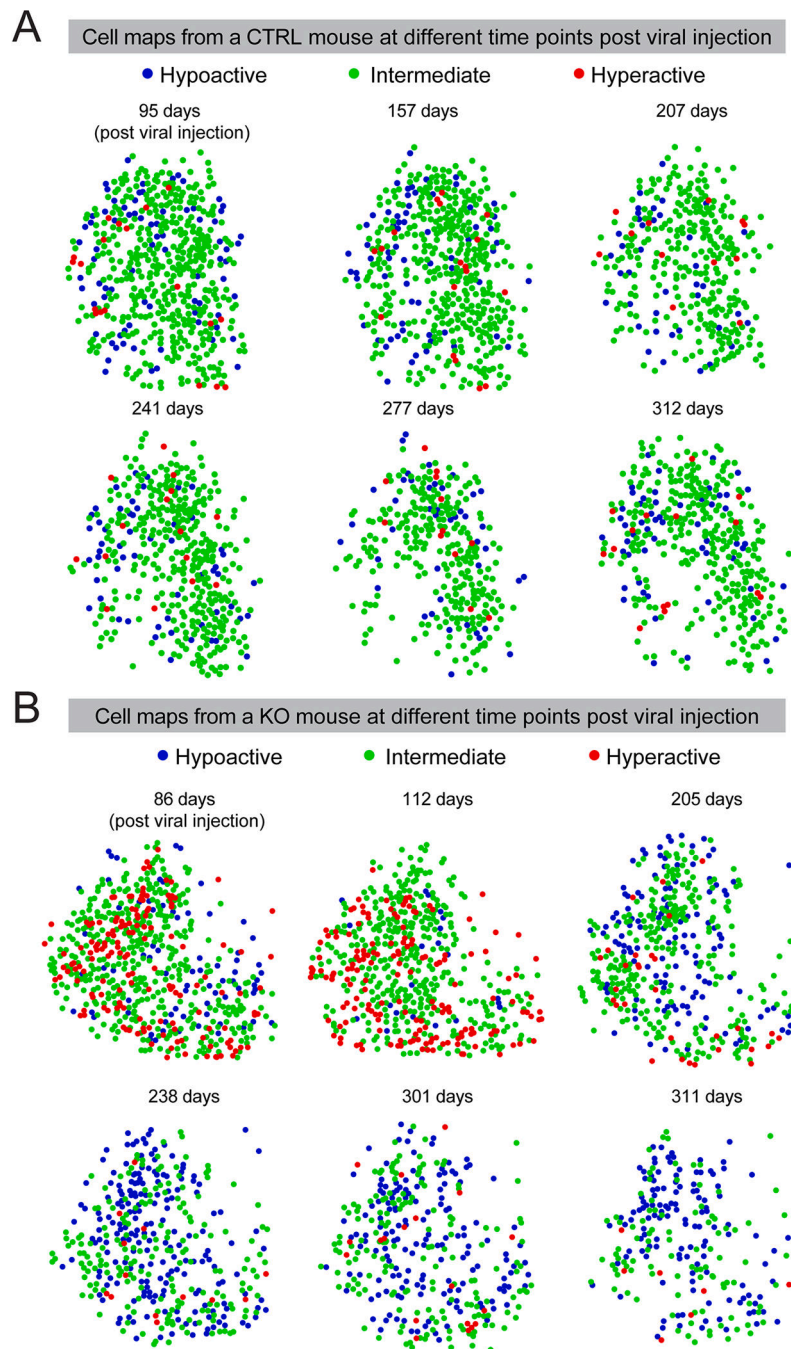 A
Cell maps from a CTRL mouse at different time points post viral injection
Hypoactive Intermediate Hyperactive
95 days 157 days 207 days
(post viral injection)
241 days 277 days 312 days
B
Cell maps from a KO mouse at different time points post viral injection
Hypoactive Intermediate Hyperactive
86 days 112 days 205 days
(post viral injection)
238 days 301 days 311 days